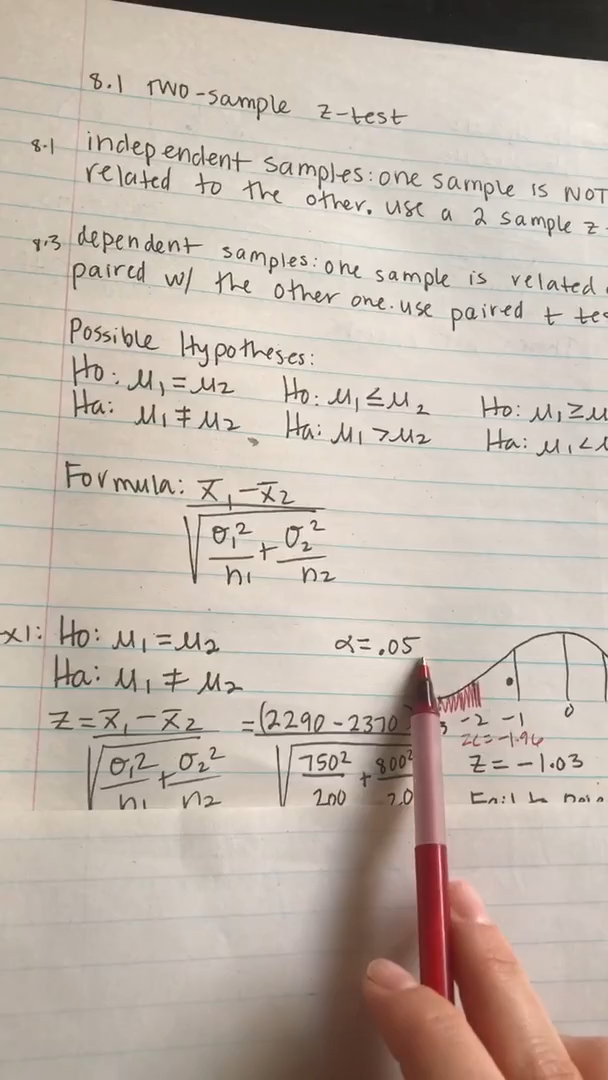 8.1 Two-sample z-test
8.1 independent samples: one sample is NOT
related to the other. use a 2 sample z
8.3 dependent samples: one sample is related
paired w/ the other one. use paired t
Possible Hypotheses:
Ho: μ₁ = μ₂ Ho: μ₁ ≤ μ₂ Ho: μ₁ ≥
Ha: μ₁ ≠ μ₂ Ha: μ₁ > μ₂ Ha: μ₁ <
Formula: x̄₁ - x̄₂
√ σ₁² + σ₂²
n₁ n₂
x1: Ho: μ₁ = μ₂ α = .05
Ha: μ₁ ≠ μ₂
z = x̄₁ - x̄₂ = (2290 - 2370) 3 -2 -1 0
zc = -1.96
√ σ₁² + σ₂² √ 750² + 800² z = -1.03
n₁ n₂ 200